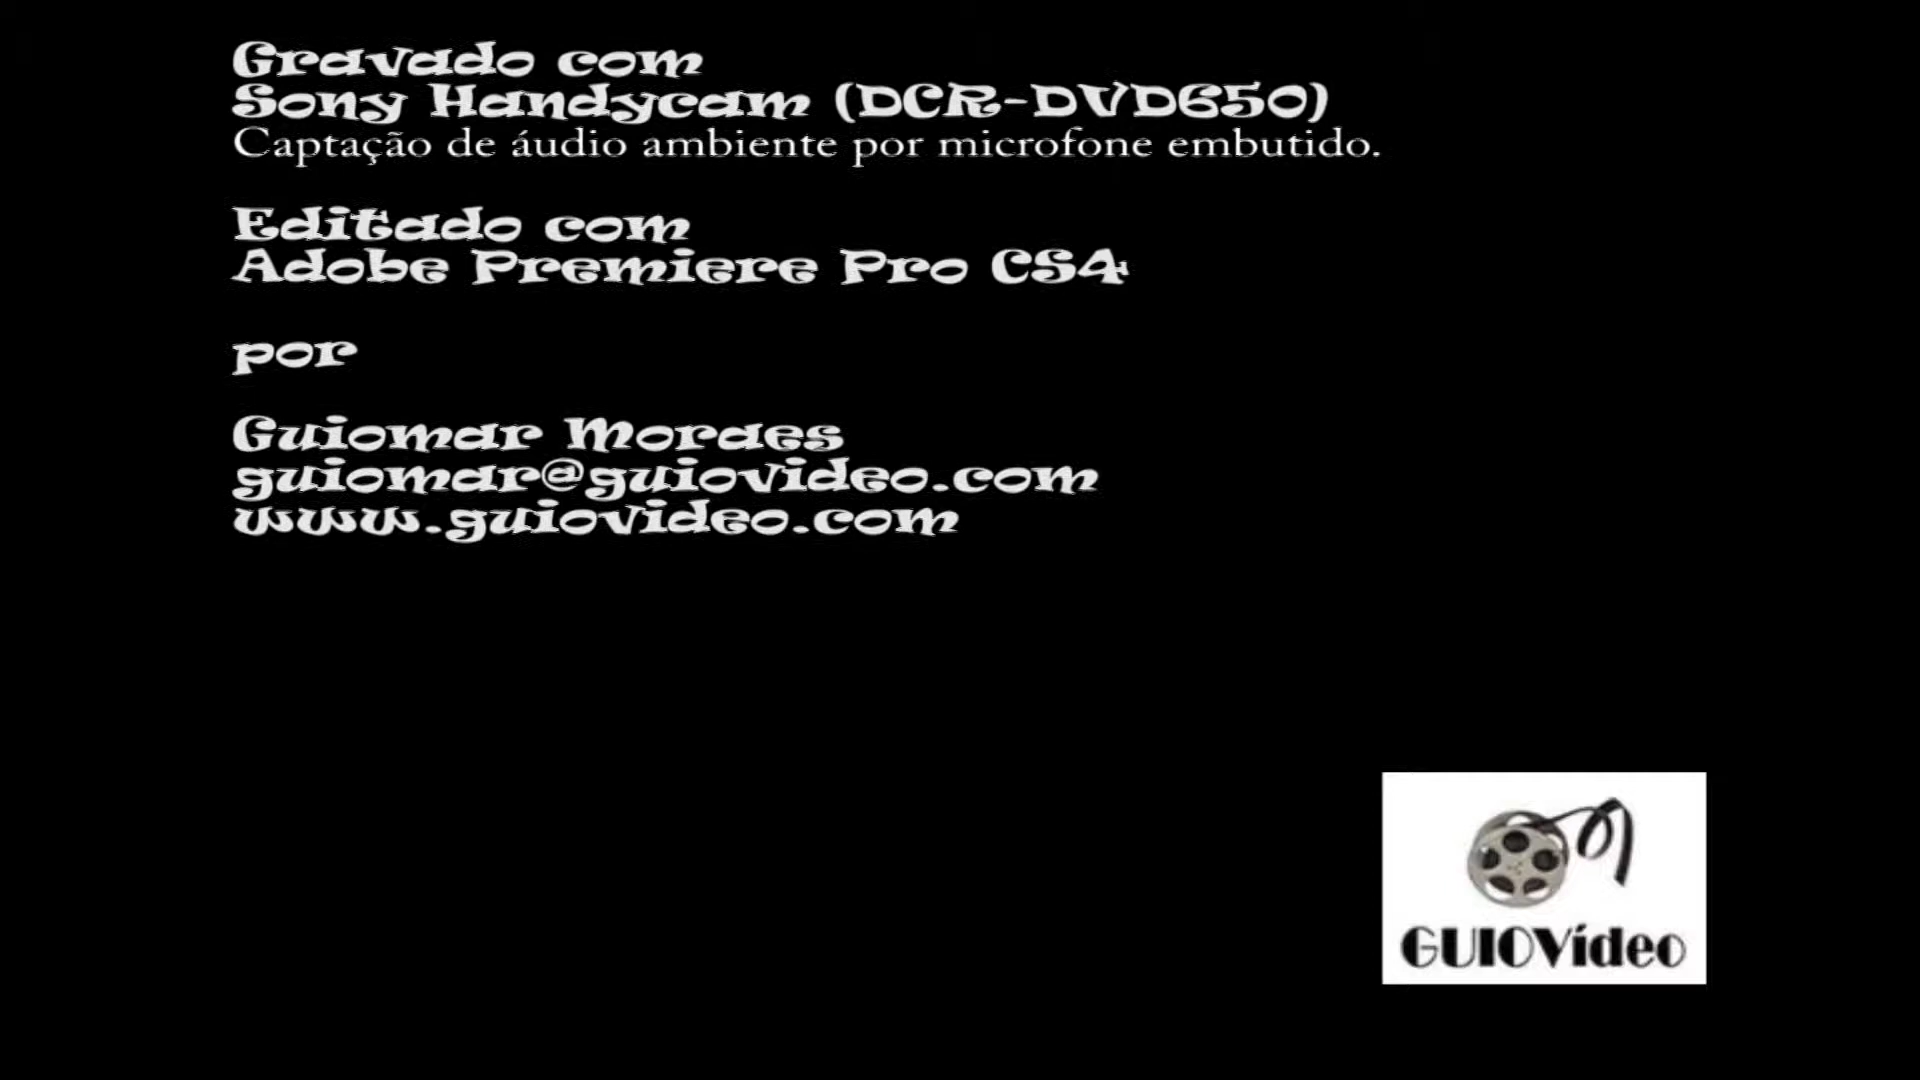 Gravado com
Sony Handycam (DCR-DVD650)
Captação de áudio ambiente por microfone embutido.
Editado com
Adobe Premiere Pro CS4
por
Guiomar Moraes
guiomar@guiovideo.com
www.guiovideo.com
GUIOVídeo